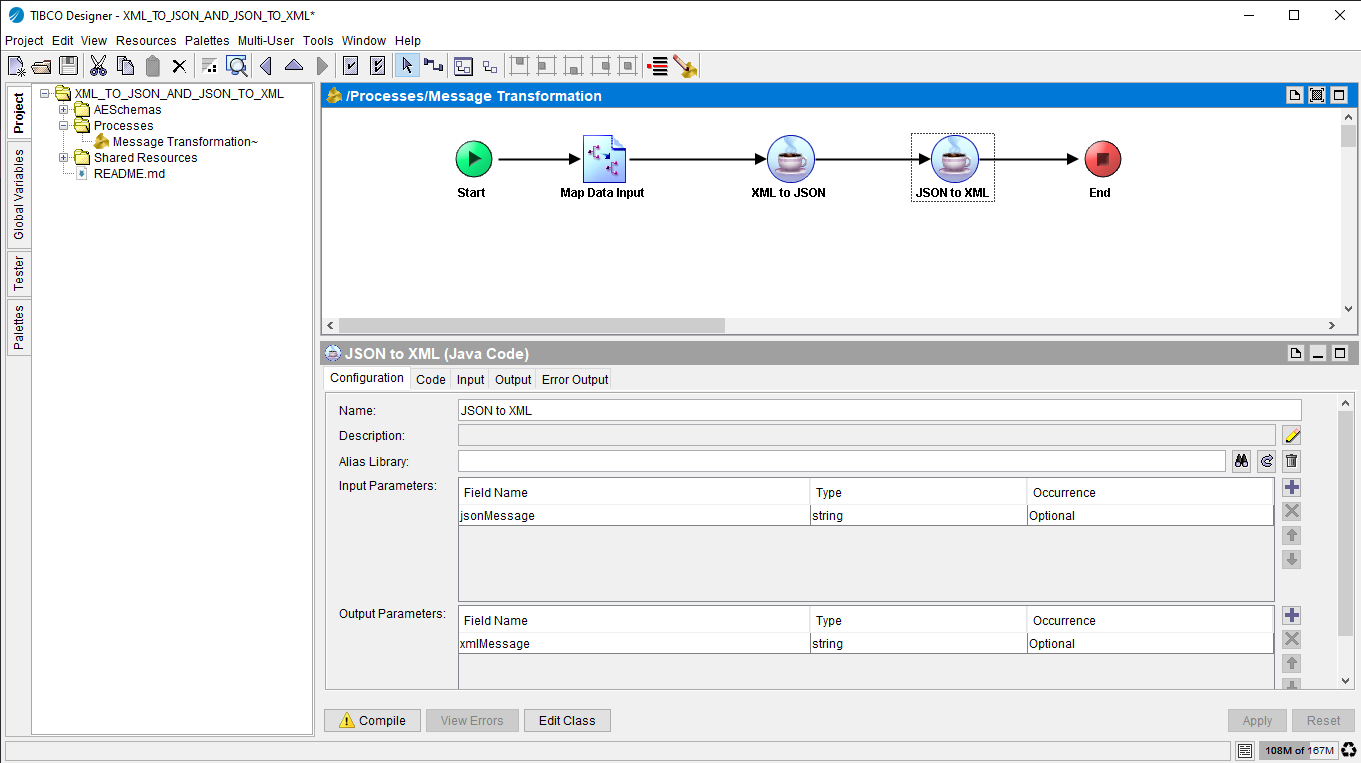 TIBCO Designer - XML_TO_JSON_AND_JSON_TO_XML*
Project Edit View Resources Palettes Multi-User Tools Window Help
Project
Global Variables
Tester
Palettes
XML_TO_JSON_AND_JSON_TO_XML
AESchemas
Processes
Message Transformation~
Shared Resources
README.md
/Processes/Message Transformation
Start Map Data Input XML to JSON JSON to XML End
JSON to XML (Java Code)
Configuration Code Input Output Error Output
Name: JSON to XML
Description:
Alias Library:
Input Parameters:
Field Name Type Occurrence
jsonMessage string Optional
Output Parameters:
Field Name Type Occurrence
xmlMessage string Optional
Compile View Errors Edit Class Apply Reset
108M of 167M